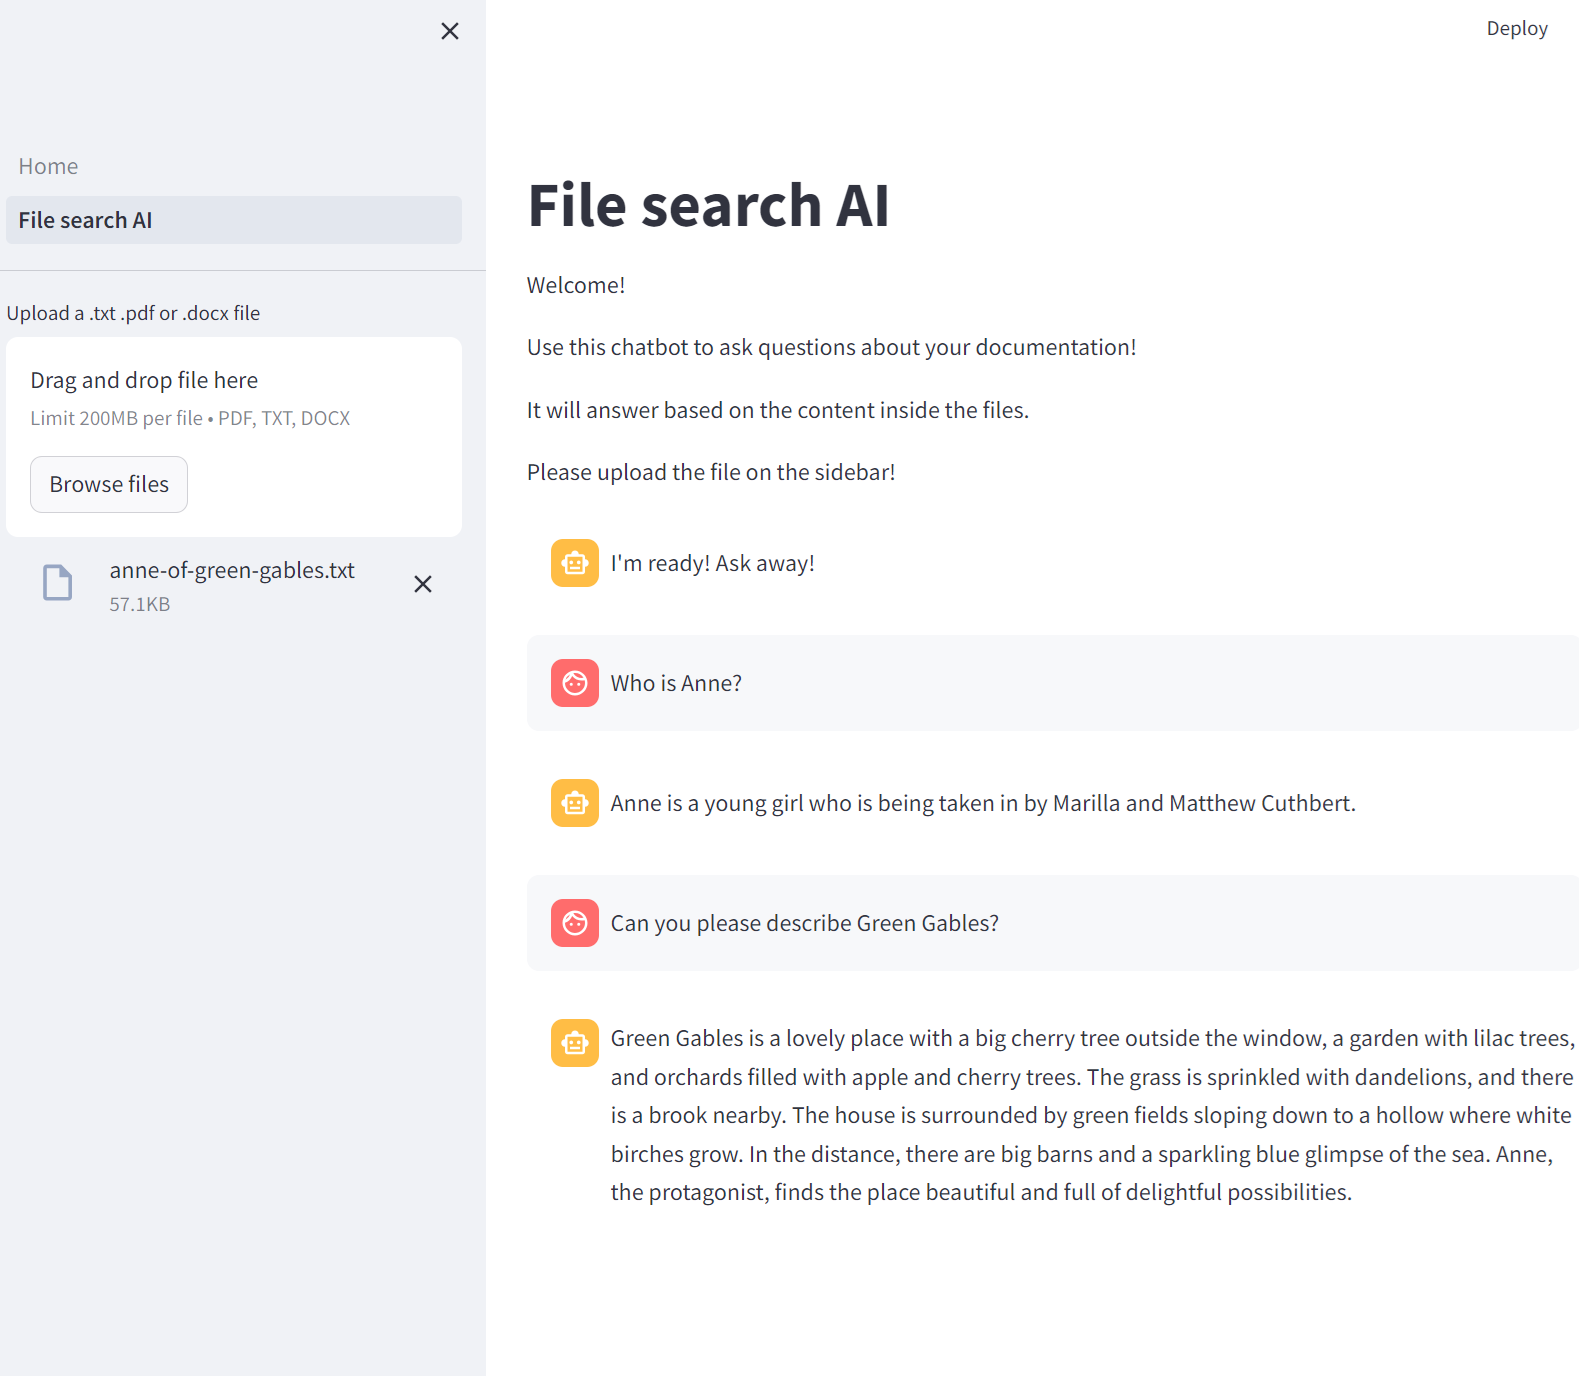 Deploy
Home
File search AI
Upload a .txt .pdf or .docx file
Drag and drop file here
Limit 200MB per file • PDF, TXT, DOCX
Browse files
anne-of-green-gables.txt
57.1KB
File search AI
Welcome!
Use this chatbot to ask questions about your documentation!
It will answer based on the content inside the files.
Please upload the file on the sidebar!
I'm ready! Ask away!
Who is Anne?
Anne is a young girl who is being taken in by Marilla and Matthew Cuthbert.
Can you please describe Green Gables?
Green Gables is a lovely place with a big cherry tree outside the window, a garden with lilac trees,
and orchards filled with apple and cherry trees. The grass is sprinkled with dandelions, and there
is a brook nearby. The house is surrounded by green fields sloping down to a hollow where white
birches grow. In the distance, there are big barns and a sparkling blue glimpse of the sea. Anne,
the protagonist, finds the place beautiful and full of delightful possibilities.